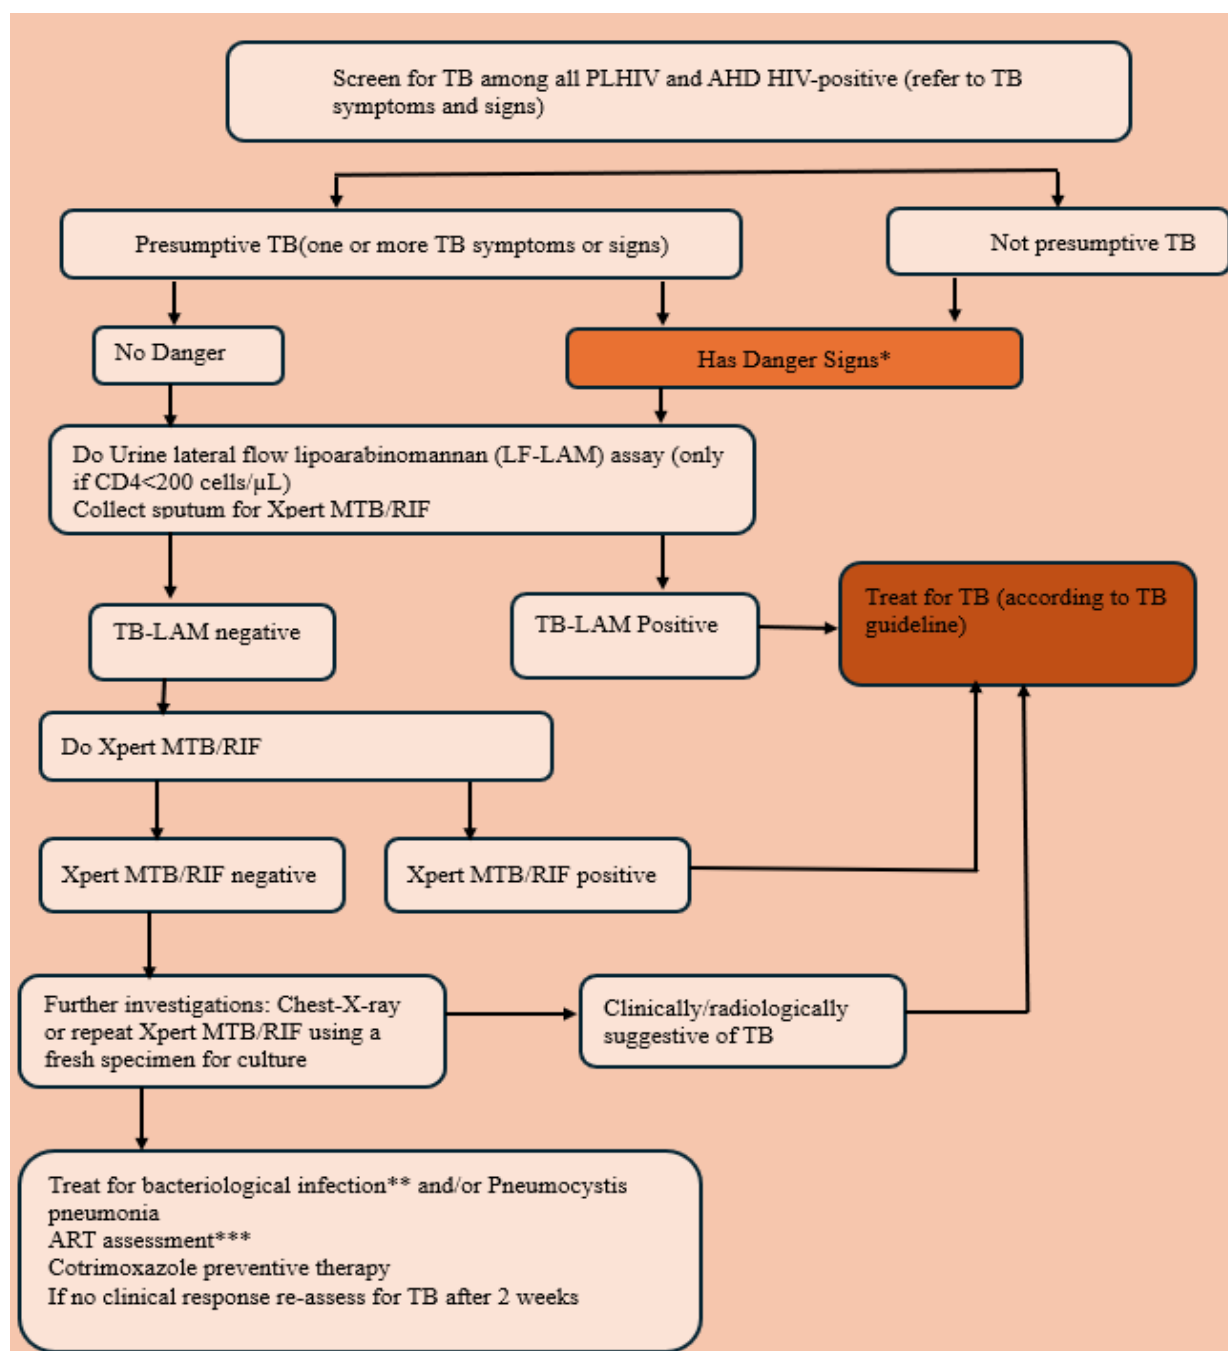 Screen for TB among all PLHIV and AHD HIV-positive (refer to TB
symptoms and signs)
Presumptive TB(one or more TB symptoms or signs)
Not presumptive TB
No Danger
Has Danger Signs*
Do Urine lateral flow lipoarabinomannan (LF-LAM) assay (only
if CD4<200 cells/µL)
Collect sputum for Xpert MTB/RIF
TB-LAM negative
TB-LAM Positive
Treat for TB (according to TB
guideline)
Do Xpert MTB/RIF
Xpert MTB/RIF negative
Xpert MTB/RIF positive
Further investigations: Chest-X-ray
or repeat Xpert MTB/RIF using a
fresh specimen for culture
Clinically/radiologically
suggestive of TB
Treat for bacteriological infection** and/or Pneumocystis
pneumonia
ART assessment***
Cotrimoxazole preventive therapy
If no clinical response re-assess for TB after 2 weeks